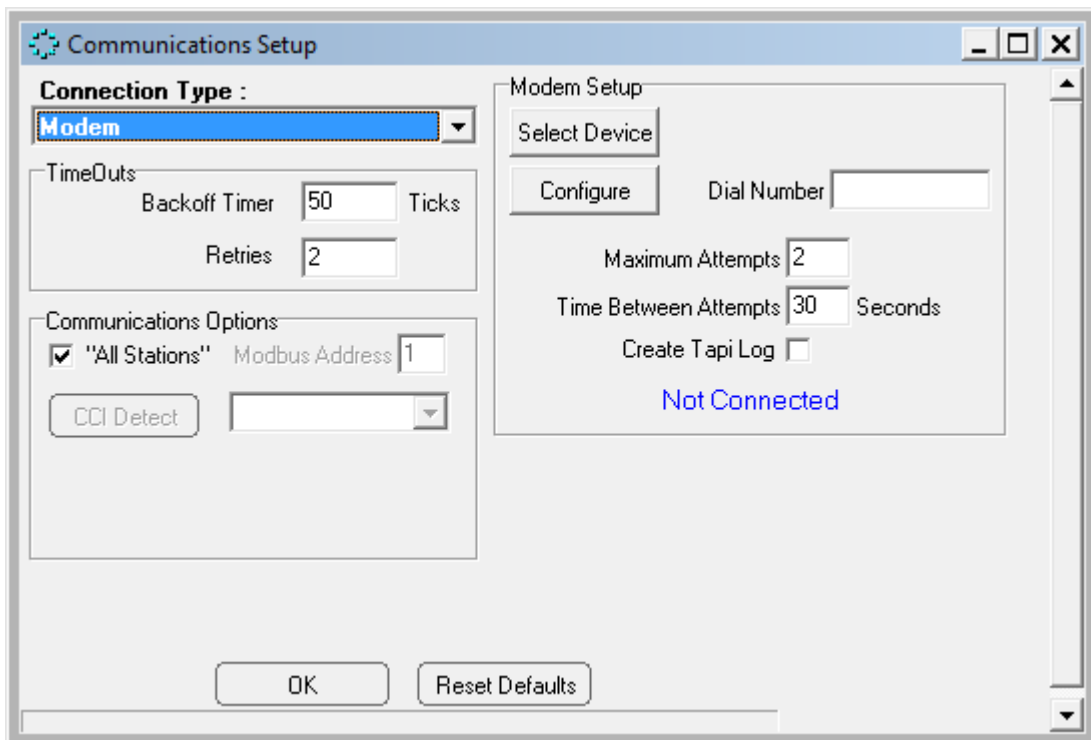 Communications Setup
Connection Type :
Modem
TimeOuts
Backoff Timer 50 Ticks
Retries 2
Communications Options
"All Stations" Modbus Address 1
CCI Detect
Modem Setup
Select Device
Configure Dial Number
Maximum Attempts 2
Time Between Attempts 30 Seconds
Create Tapi Log
Not Connected
OK Reset Defaults